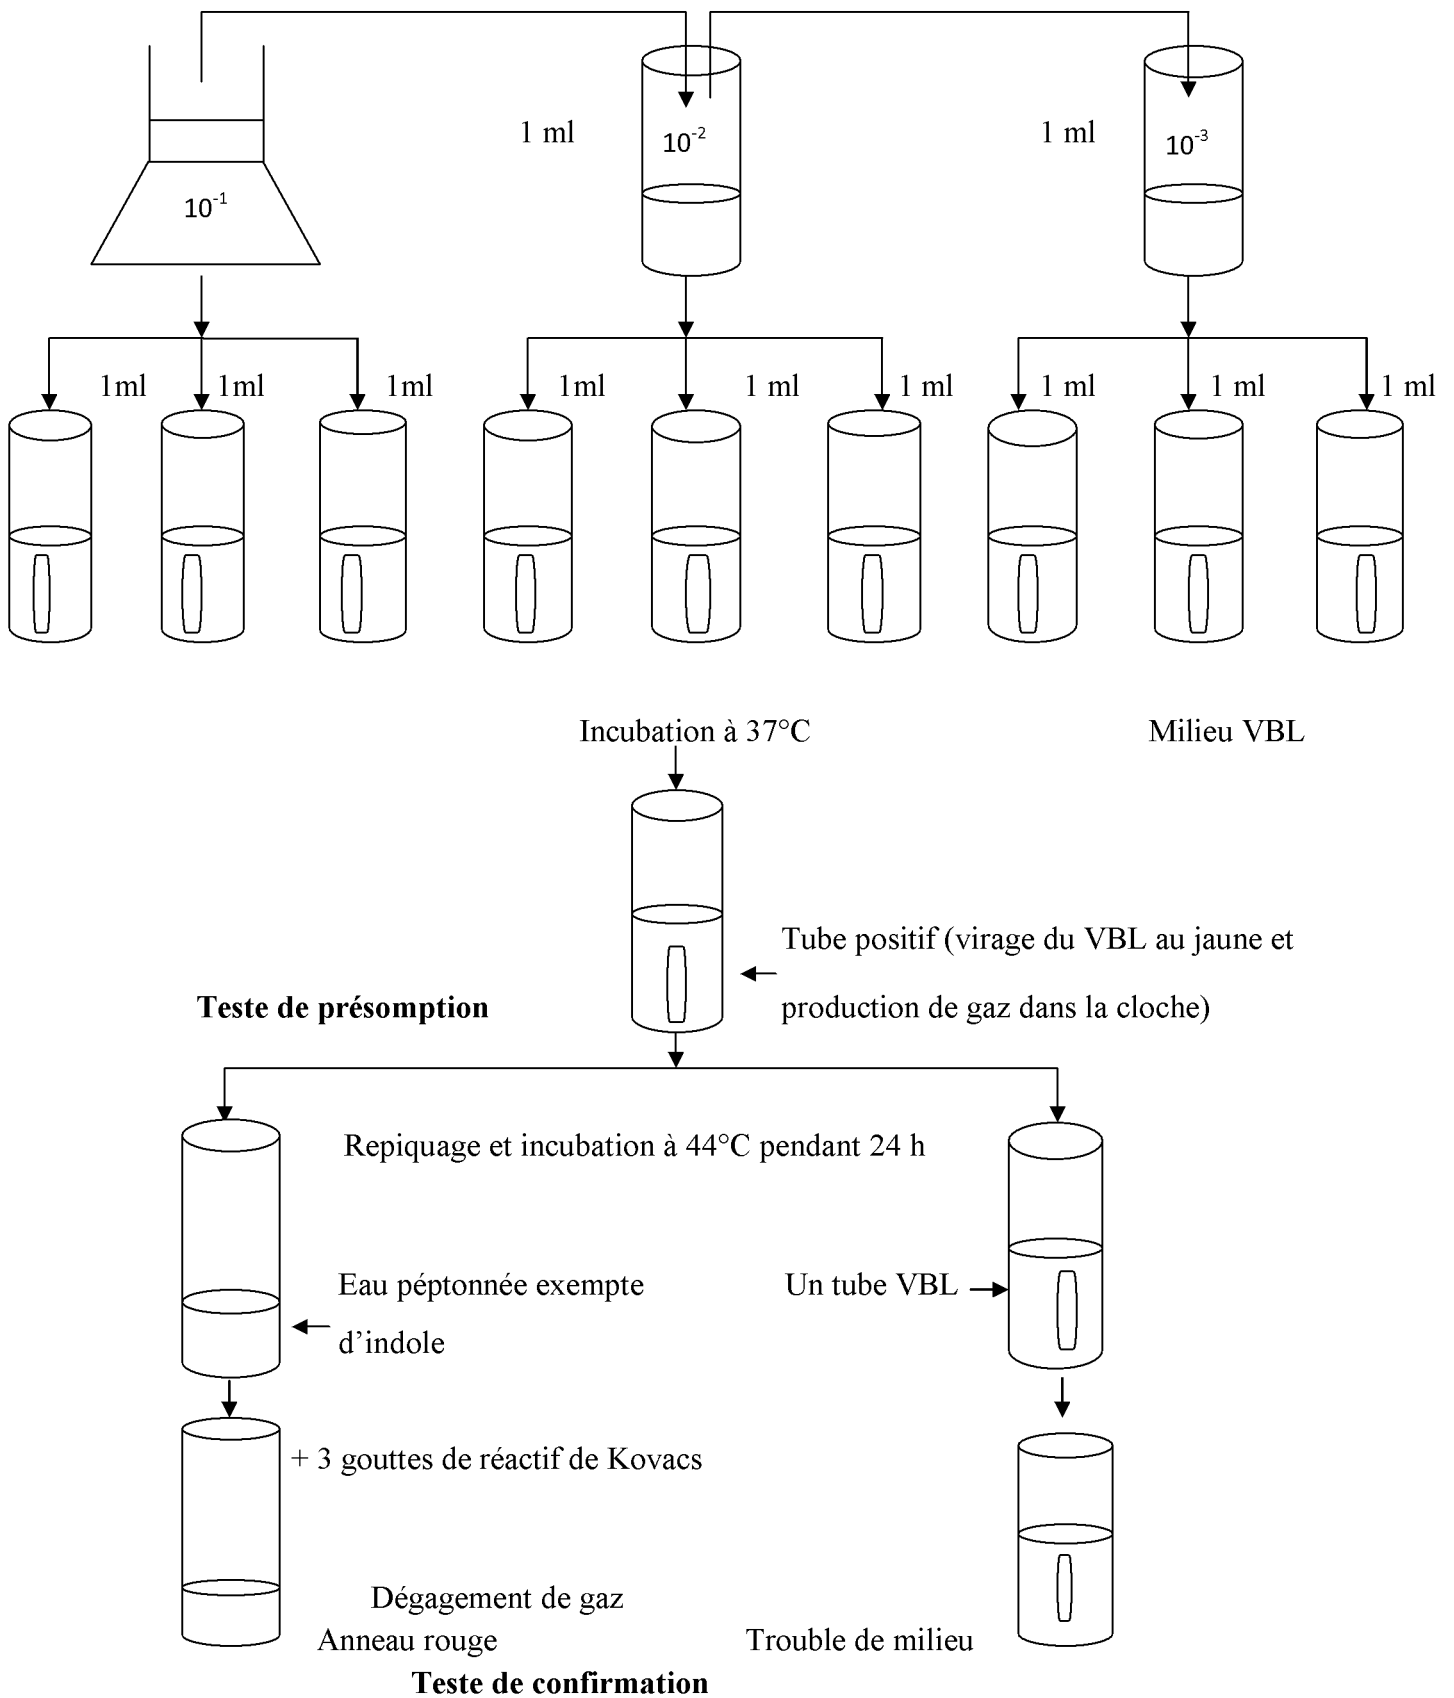 1 ml
10⁻²
1 ml
10⁻³
10⁻¹
1ml
1ml
1ml
1ml
1 ml
1 ml
1 ml
1 ml
1 ml
Incubation à 37°C
Milieu VBL
Tube positif (virage du VBL au jaune et
production de gaz dans la cloche)
Teste de présomption
Repiquage et incubation à 44°C pendant 24 h
Eau péptonnée exempte
d’indole
Un tube VBL
+ 3 gouttes de réactif de Kovacs
Dégagement de gaz
Anneau rouge
Trouble de milieu
Teste de confirmation